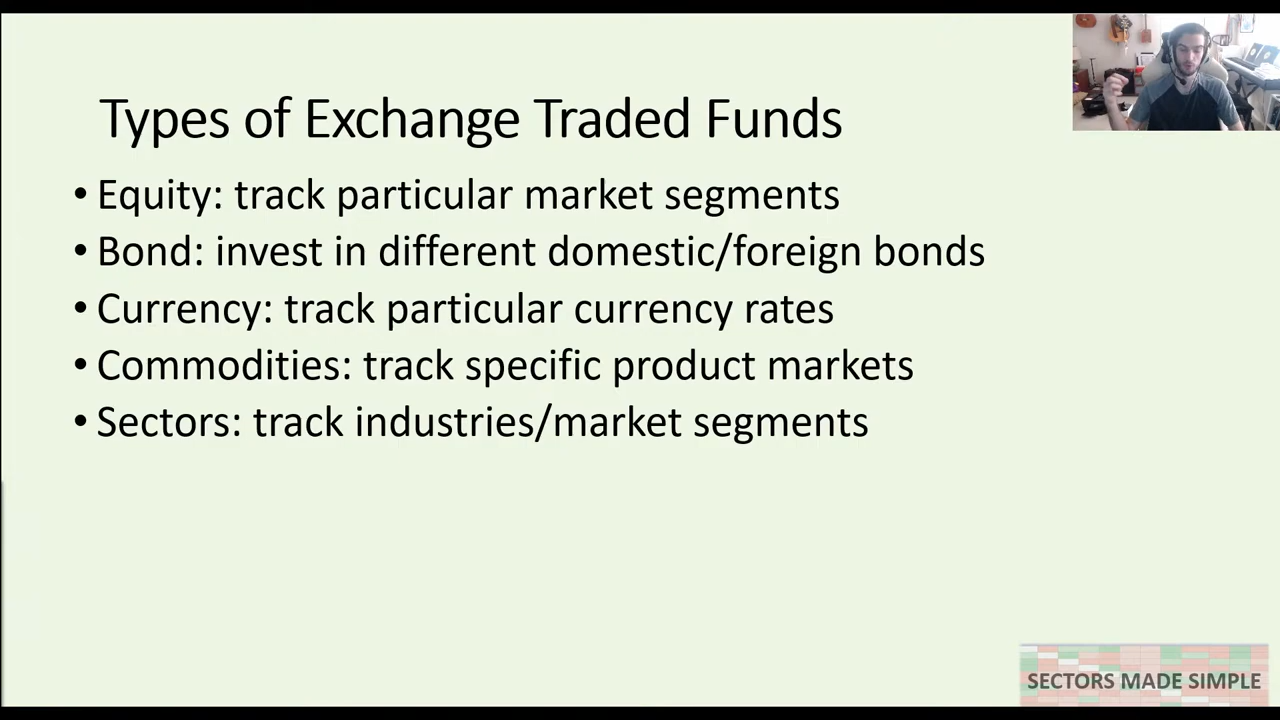 Types of Exchange Traded Funds
• Equity: track particular market segments
• Bond: invest in different domestic/foreign bonds
• Currency: track particular currency rates
• Commodities: track specific product markets
• Sectors: track industries/market segments
SECTORS MADE SIMPLE